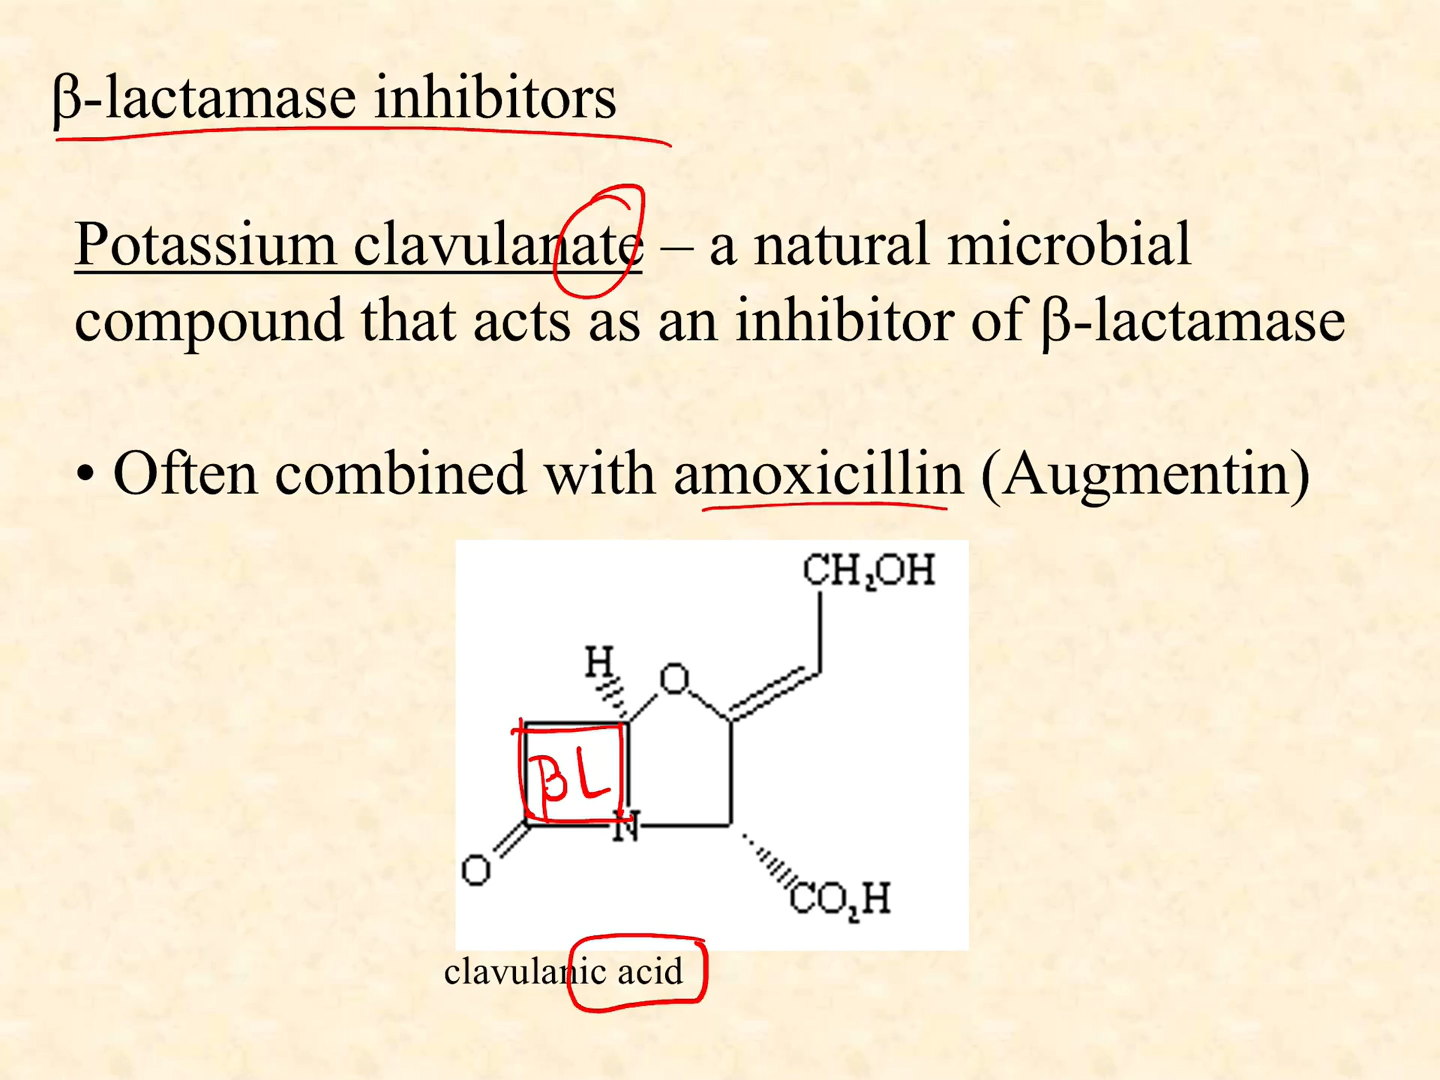 β-lactamase inhibitors
Potassium clavulanate – a natural microbial
compound that acts as an inhibitor of β-lactamase
• Often combined with amoxicillin (Augmentin)
CH₂OH
H
O
βL
N
O
CO₂H
clavulanic acid